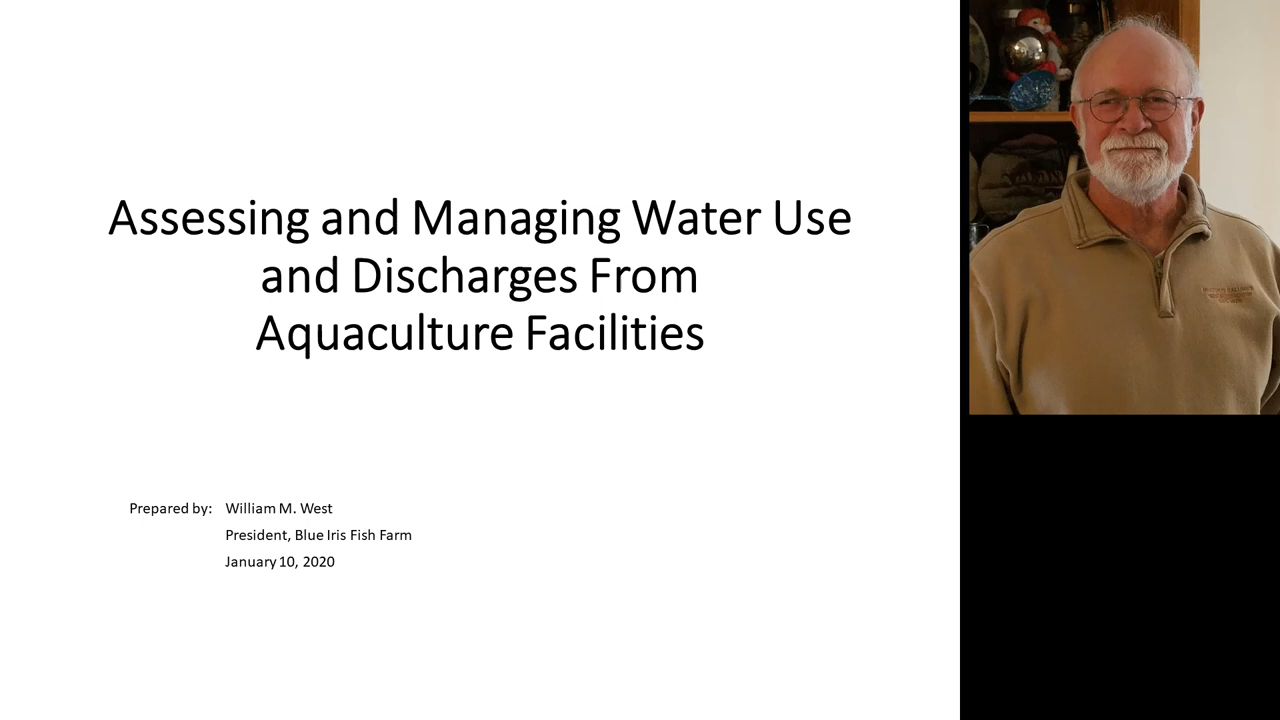 Assessing and Managing Water Use
and Discharges From
Aquaculture Facilities
Prepared by: William M. West
President, Blue Iris Fish Farm
January 10, 2020